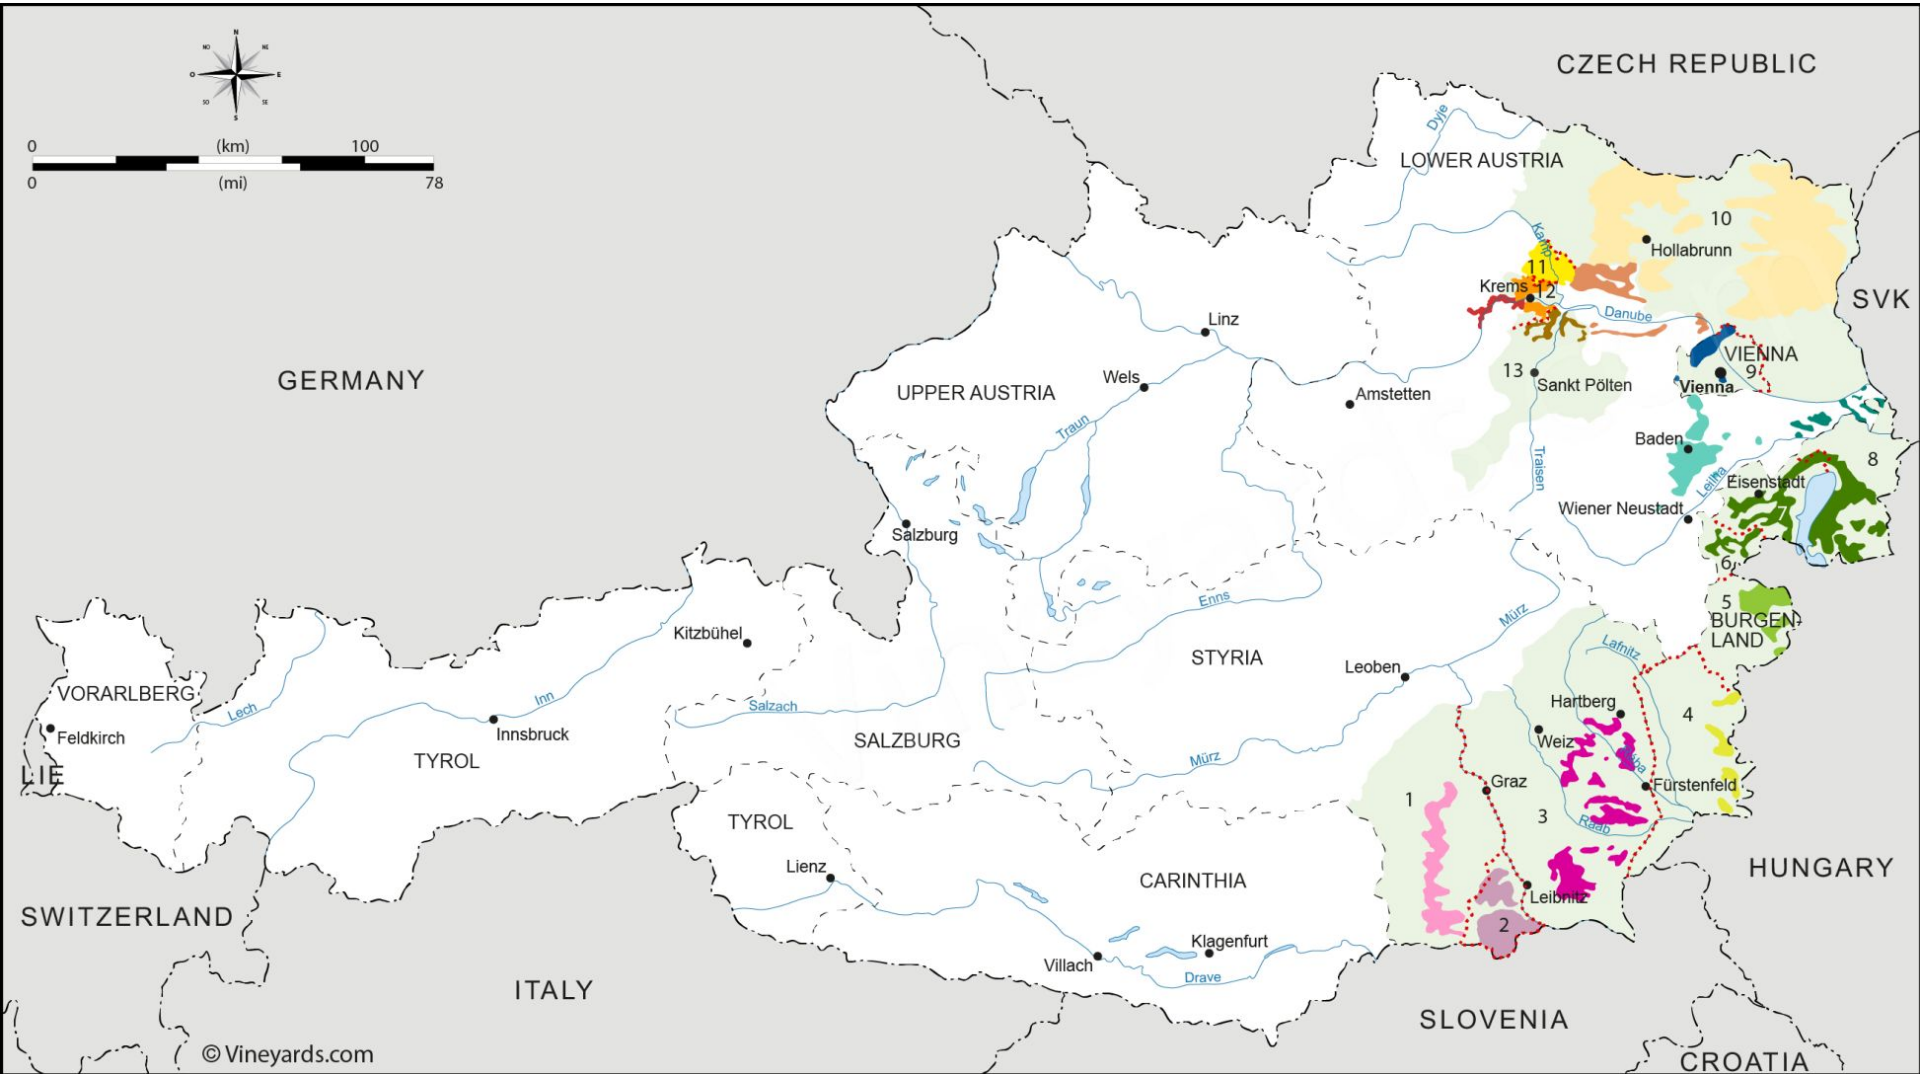 CZECH REPUBLIC
N
NO
NE
O
E
SO
SE
S
0
(km)
100
0
(mi)
78
Dyje
LOWER AUSTRIA
10
Kamp
Hollabrunn
11
Krems
12
SVK
Danube
Linz
VIENNA
GERMANY
Wels
13
Sankt Pölten
9
Vienna
UPPER AUSTRIA
Amstetten
Traun
Baden
8
Traisen
Leitha
Eisenstadt
Wiener Neustadt
7
Salzburg
6
Enns
5
BURGEN-
LAND
Mürz
Kitzbühel
Lafnitz
STYRIA
Leoben
VORARLBERG
Inn
Lech
Salzach
Hartberg
4
Feldkirch
Innsbruck
SALZBURG
Weiz
TYROL
Mürz
LIE
Graz
Fürstenfeld
1
3
TYROL
Raab
Lienz
CARINTHIA
HUNGARY
Leibnitz
SWITZERLAND
2
Klagenfurt
Villach
Drave
ITALY
SLOVENIA
© Vineyards.com
CROATIA